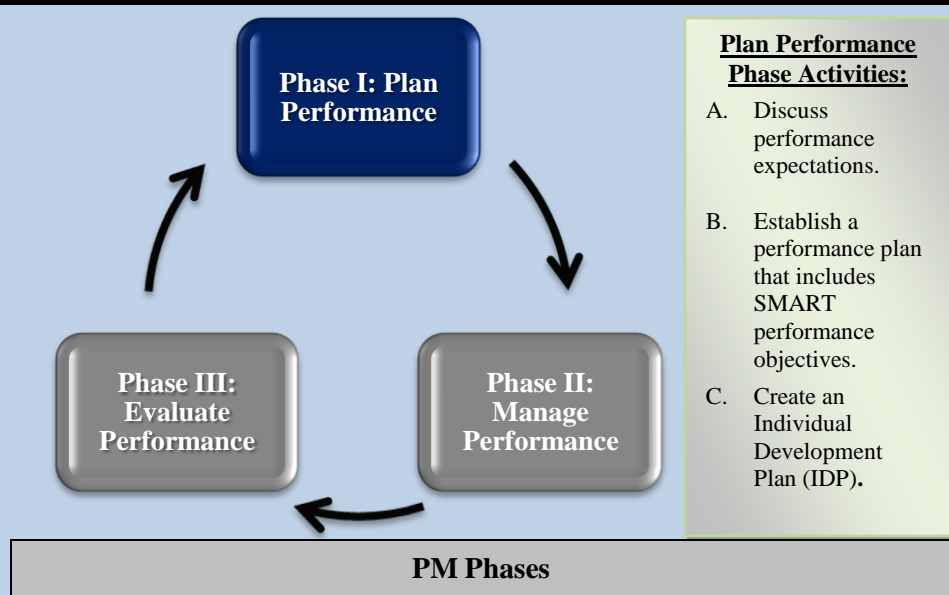 Phase I: Plan
Performance
Phase III:
Evaluate
Performance
Phase II:
Manage
Performance
Plan Performance
Phase Activities:
A. Discuss
performance
expectations.
B. Establish a
performance plan
that includes
SMART
performance
objectives.
C. Create an
Individual
Development
Plan (IDP).
PM Phases